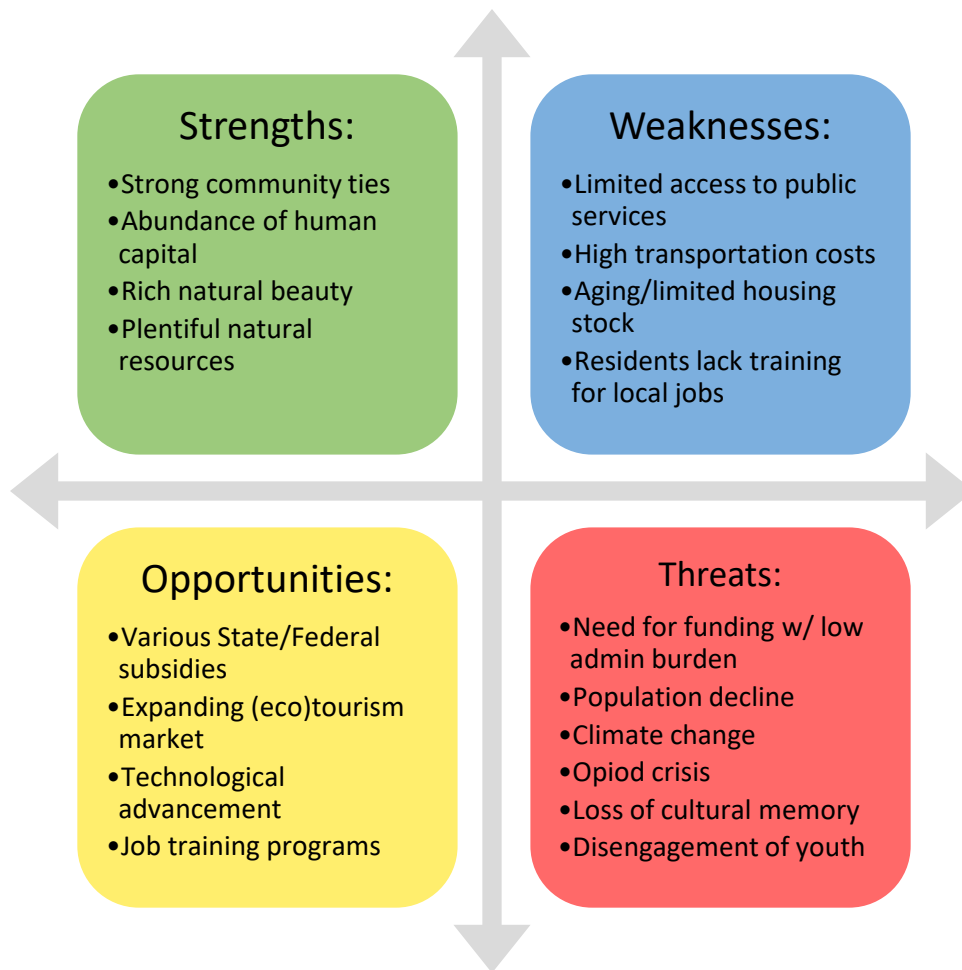 Strengths:
•Strong community ties
•Abundance of human
capital
•Rich natural beauty
•Plentiful natural
resources
Weaknesses:
•Limited access to public
services
•High transportation costs
•Aging/limited housing
stock
•Residents lack training
for local jobs
Opportunities:
•Various State/Federal
subsidies
•Expanding (eco)tourism
market
•Technological
advancement
•Job training programs
Threats:
•Need for funding w/ low
admin burden
•Population decline
•Climate change
•Opiod crisis
•Loss of cultural memory
•Disengagement of youth